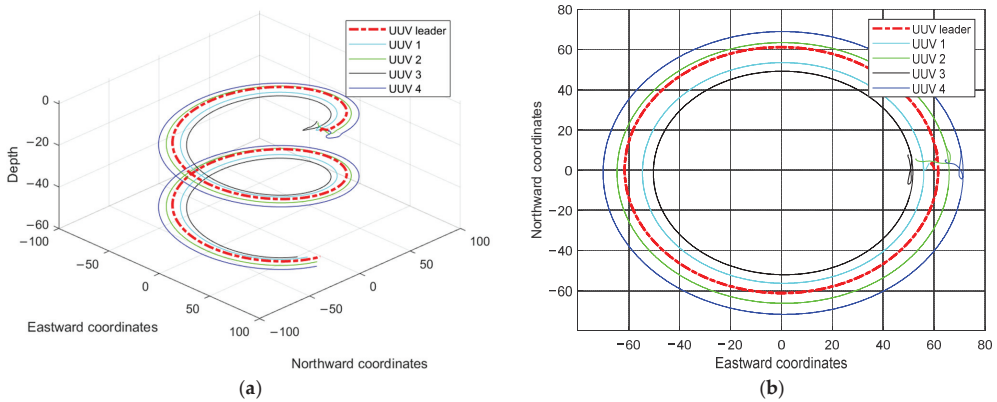 (a)
UUV leader
UUV 1
UUV 2
UUV 3
UUV 4
0
−20
−40
−60
Depth
−100
−50
0
50
100
Eastward coordinates
−100
−50
0
50
100
Northward coordinates
(a)
(b)
UUV leader
UUV 1
UUV 2
UUV 3
UUV 4
80
60
40
20
0
−20
−40
−60
Northward coordinates
−60 −40 −20 0 20 40 60 80
Eastward coordinates
(b)